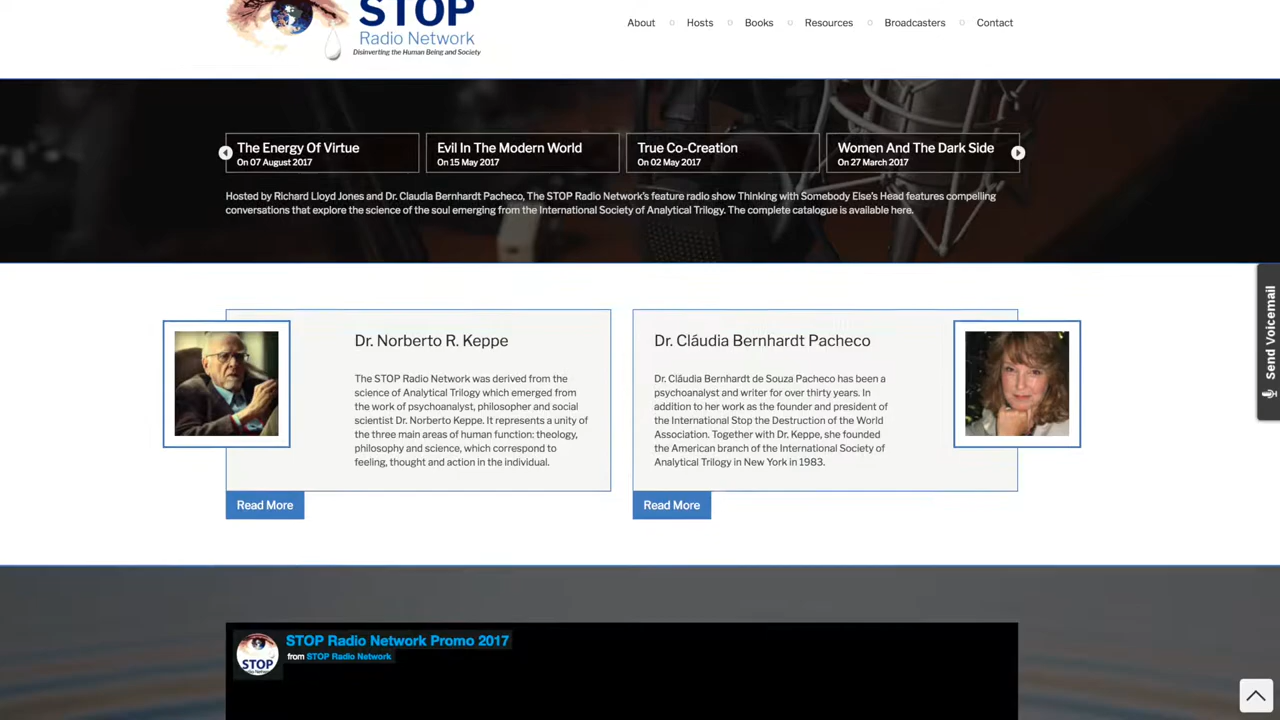 STOP
Radio Network
Disinverting the Human Being and Society
About
Hosts
Books
Resources
Broadcasters
Contact
The Energy Of Virtue
On 07 August 2017
Evil In The Modern World
On 15 May 2017
True Co-Creation
On 02 May 2017
Women And The Dark Side
On 27 March 2017
Hosted by Richard Lloyd Jones and Dr. Claudia Bernhardt Pacheco, The STOP Radio Network's feature radio show Thinking with Somebody Else's Head features compelling
conversations that explore the science of the soul emerging from the International Society of Analytical Trilogy. The complete catalogue is available here.
Send Voicemail
Dr. Norberto R. Keppe
The STOP Radio Network was derived from the
science of Analytical Trilogy which emerged from
the work of psychoanalyst, philosopher and social
scientist Dr. Norberto Keppe. It represents a unity of
the three main areas of human function: theology,
philosophy and science, which correspond to
feeling, thought and action in the individual.
Read More
Dr. Cláudia Bernhardt Pacheco
Dr. Cláudia Bernhardt de Souza Pacheco has been a
psychoanalyst and writer for over thirty years. In
addition to her work as the founder and president of
the International Stop the Destruction of the World
Association. Together with Dr. Keppe, she founded
the American branch of the International Society of
Analytical Trilogy in New York in 1983.
Read More
STOP
Radio Network
STOP Radio Network Promo 2017
from STOP Radio Network